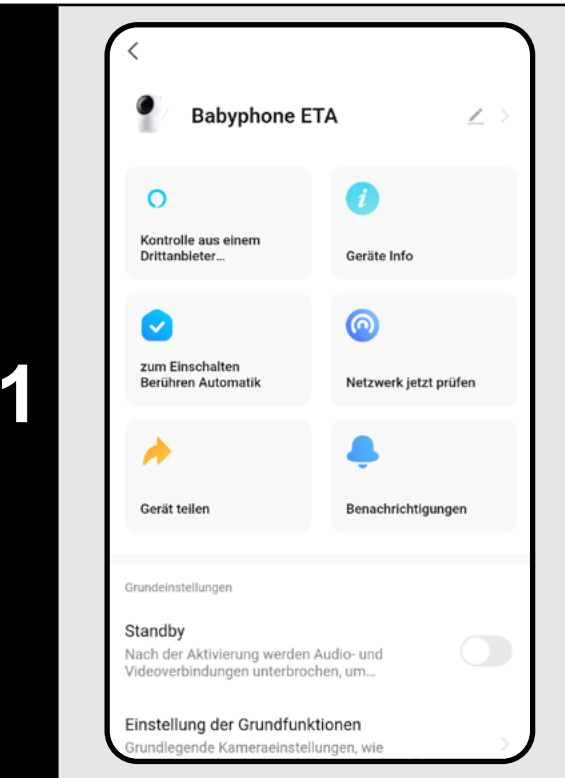 1
Babyphone ETA
Kontrolle aus einem
Drittanbieter...
Geräte Info
zum Einschalten
Berühren Automatik
Netzwerk jetzt prüfen
Gerät teilen
Benachrichtigungen
Grundeinstellungen
Standby
Nach der Aktivierung werden Audio- und
Videoverbindungen unterbrochen, um...
Einstellung der Grundfunktionen
Grundlegende Kameraeinstellungen, wie